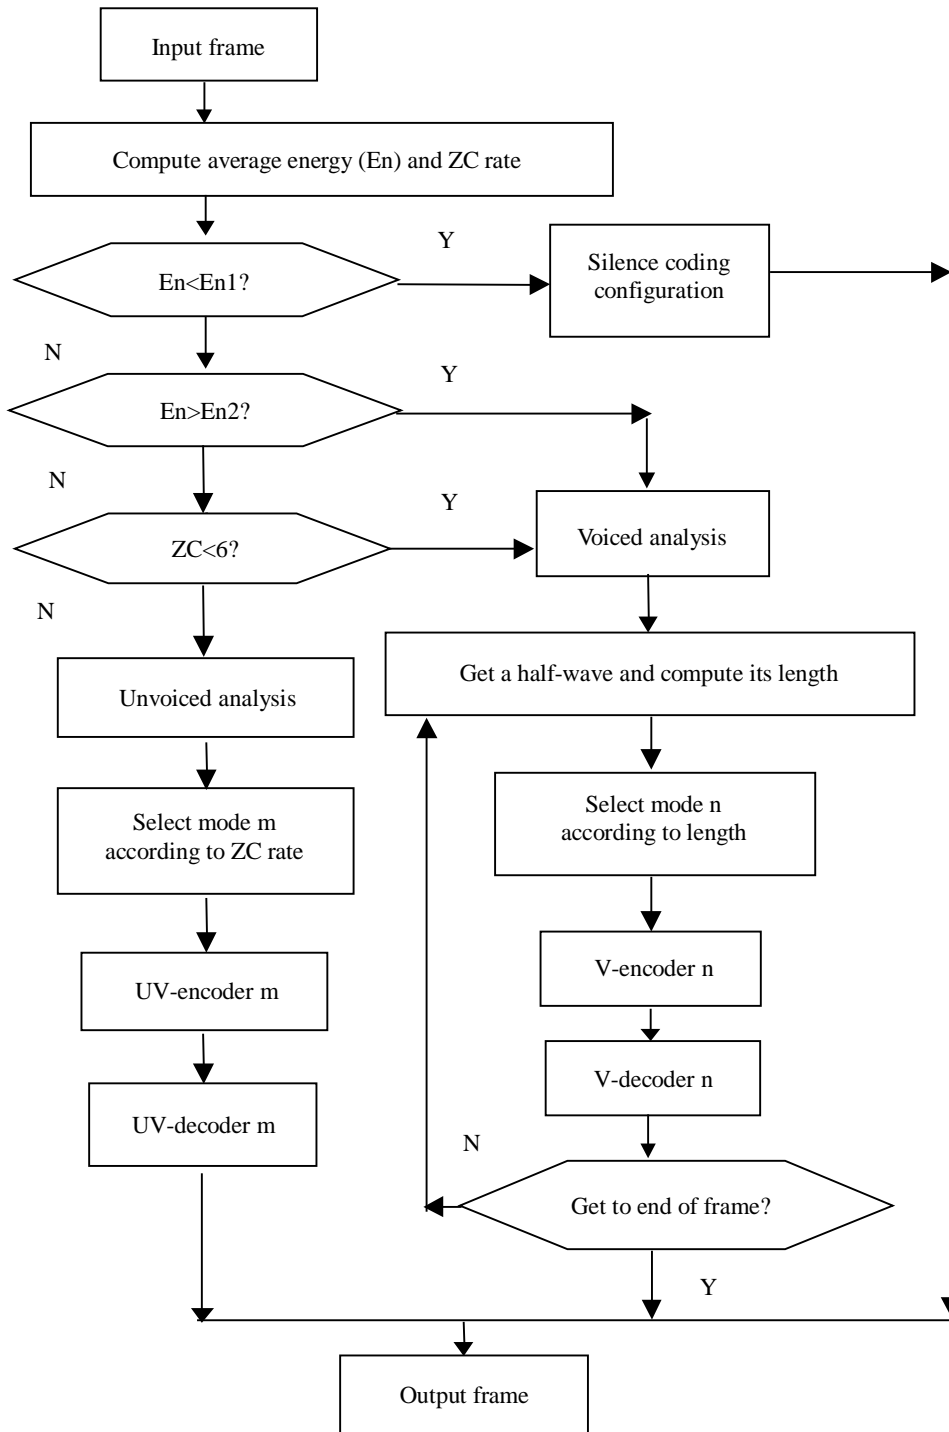 Input frame
Compute average energy (En) and ZC rate
Y
En<En1?
Silence coding
configuration
N
Y
En>En2?
N
Y
ZC<6?
Voiced analysis
N
Get a half-wave and compute its length
Unvoiced analysis
Select mode n
according to length
Select mode m
according to ZC rate
V-encoder n
UV-encoder m
V-decoder n
UV-decoder m
N
Get to end of frame?
Y
Output frame